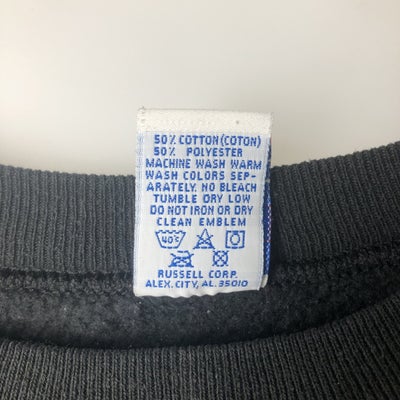 50% COTTON (COTON)
50% POLYESTER
MACHINE WASH WARM
WASH COLORS SEP-
ARATELY. NO BLEACH
TUMBLE DRY LOW
DO NOT IRON OR DRY
CLEAN EMBLEM
40°C
RUSSELL CORP.
ALEX. CITY, AL. 35010